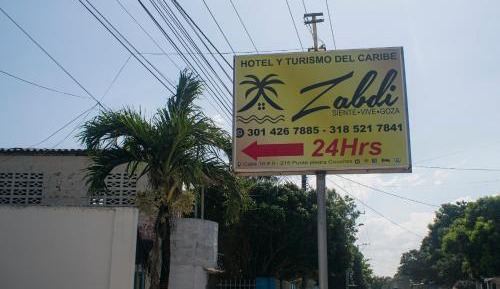 HOTEL Y TURISMO DEL CARIBE
Zabdi
SIENTE•VIVE•GOZA
301 426 7885 - 318 521 7841
24Hrs